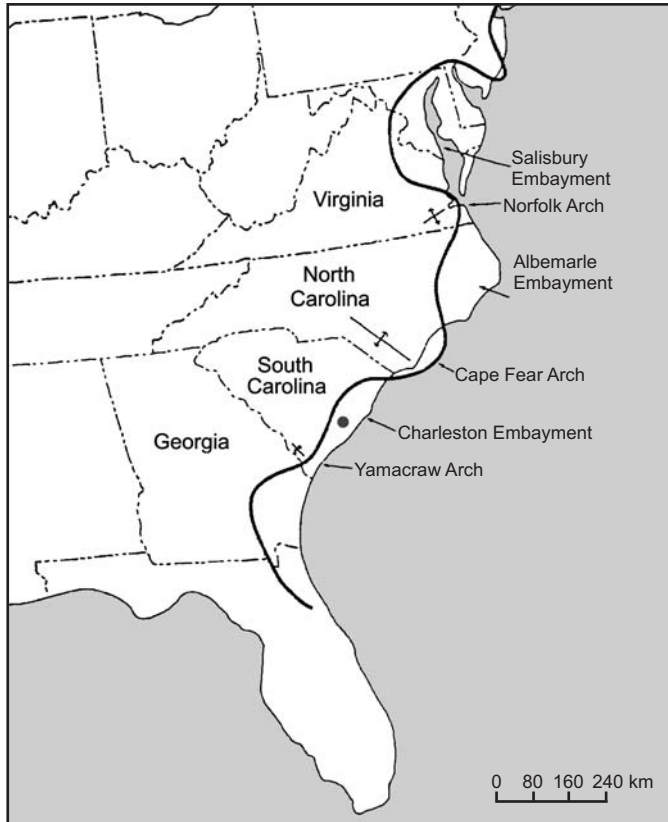 Salisbury
Embayment
Virginia
Norfolk Arch
North
Carolina
Albemarle
Embayment
South
Carolina
Cape Fear Arch
Georgia
Charleston Embayment
Yamacraw Arch
0 80 160 240 km